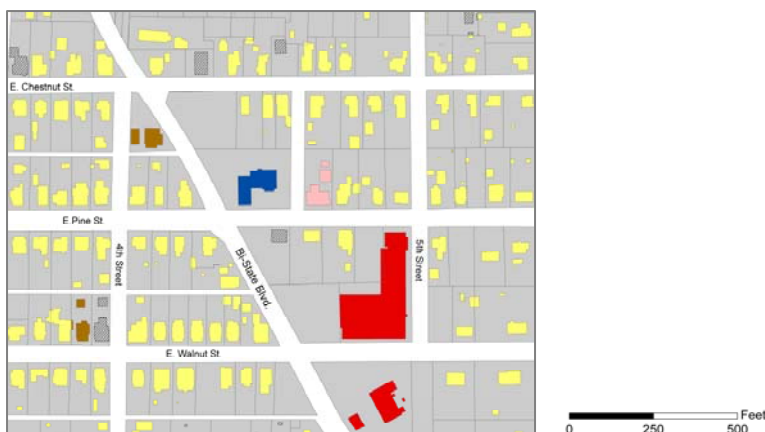 E. Chestnut St.
E.Pine St.
4th Street
Bi-State Blvd.
5th Street
E. Walnut St.
Feet
0 250 500